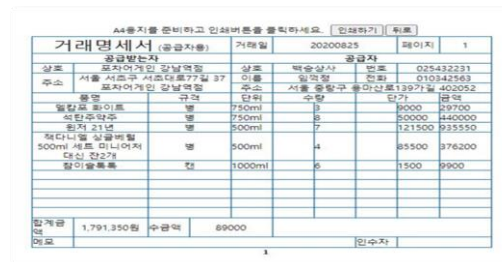 A4용지를 준비하고 인쇄버튼을 클릭하세요. 인쇄하기 뒤로
거래명세서 (공급자용) 거래일 20200825 페이지 1
공급받는자 공급자
상호 포차어게인 강남역점 상호 백승상사 번호 025432231
주소 서울 서초구 서초대로77길 37 이름 임꺽정 전화 010342563
포차어게인 강남역점 주소 서울 중랑구 용마산로139가길 402052
품명 규격 단위 수량 단가 금액
멜캄포 화이트 병 750ml 3 9000 29700
석탄주약주 병 750ml 8 50000 440000
윈저 21년 병 500ml 7 121500 935550
잭다니엘 싱글베럴
500ml 세트 미니어처 병 500ml 4 85500 376200
대신 잔2개
참이슬톡톡 캔 1000ml 6 1500 9900
합계금액 1,791,350원 수금액 89000
메모 인수자
1